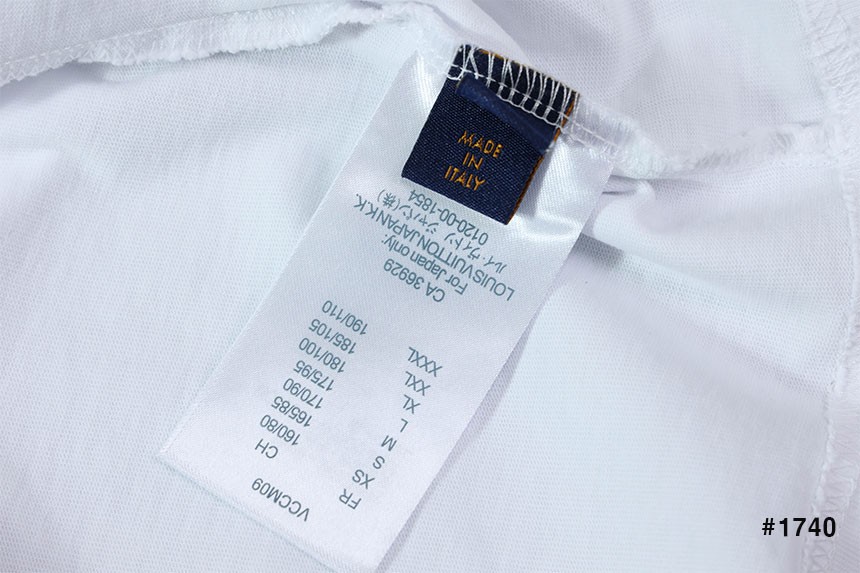 MADE
IN
ITALY
VCCM09
FR CH
XS 160/80
S 165/85
M 170/90
L 175/95
XL 180/100
XXL 185/105
XXXL 190/110
CA 36929
For Japan only:
LOUIS VUITTON JAPAN K.K.
ルイ・ヴィトン ジャパン(株)
0120-00-1854
#1740